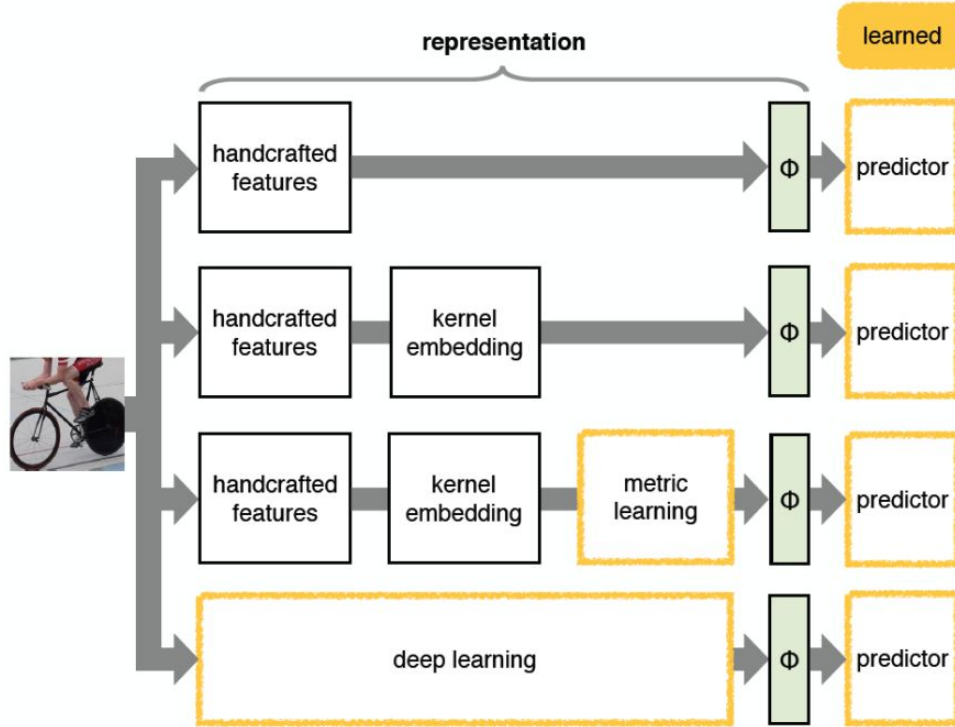 representation
learned
handcrafted
features
Φ
predictor
handcrafted
features
kernel
embedding
Φ
predictor
handcrafted
features
kernel
embedding
metric
learning
Φ
predictor
deep learning
Φ
predictor